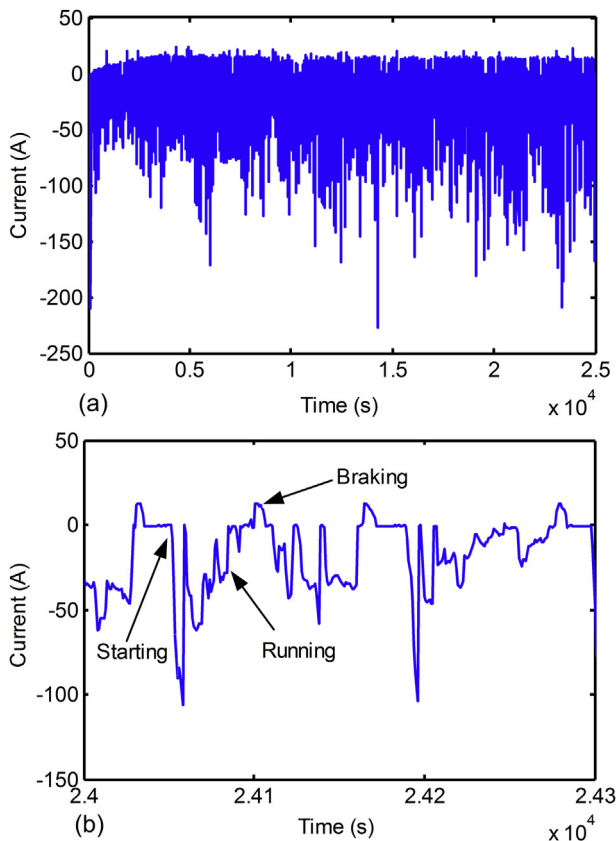 50
0
-50
-100
-150
-200
-250
Current (A)
0 0.5 1 1.5 2 2.5
(a) Time (s) x 10^4
50
0
-50
-100
-150
Current (A)
Braking
Starting
Running
2.4 2.41 2.42 2.43
(b) Time (s) x 10^4